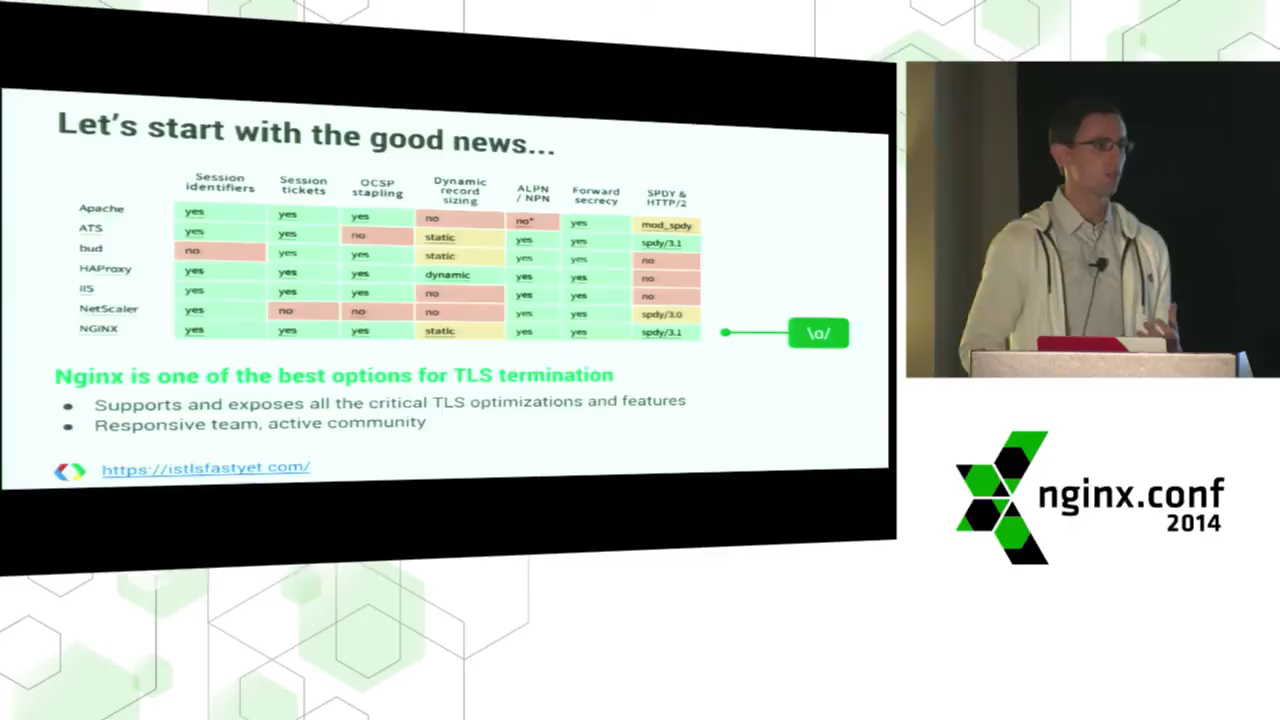 Let's start with the good news...
Session identifiers Session tickets OCSP stapling Dynamic record sizing ALPN / NPN Forward secrecy SPDY & HTTP/2
Apache yes yes yes no no* yes mod_spdy
ATS yes yes no static yes yes spdy/3.1
bud no yes yes static yes yes no
HAProxy yes yes yes dynamic yes yes no
IIS yes yes yes no yes yes no
NetScaler yes no no no yes yes spdy/3.0
NGINX yes yes yes static yes yes spdy/3.1
\o/
Nginx is one of the best options for TLS termination
● Supports and exposes all the critical TLS optimizations and features
● Responsive team, active community
https://istlsfastyet.com/
nginx.conf
2014